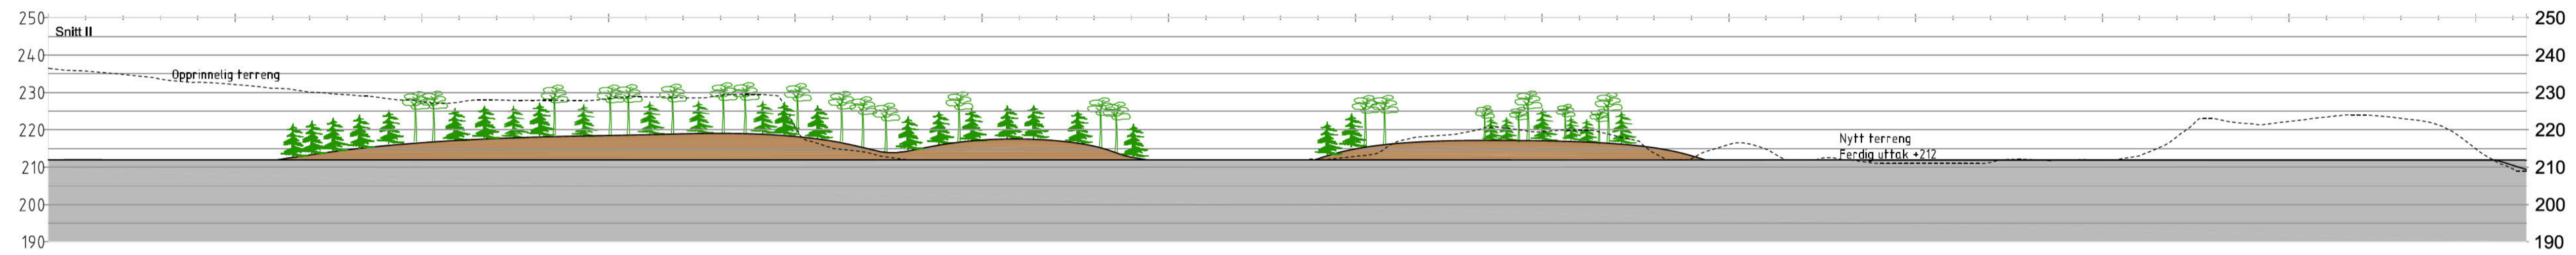 250 250
Snitt II
240 240
Opprinnelig terreng
230 230
220 220
Nytt terreng
Ferdig uttak +212
210 210
200 200
190 190